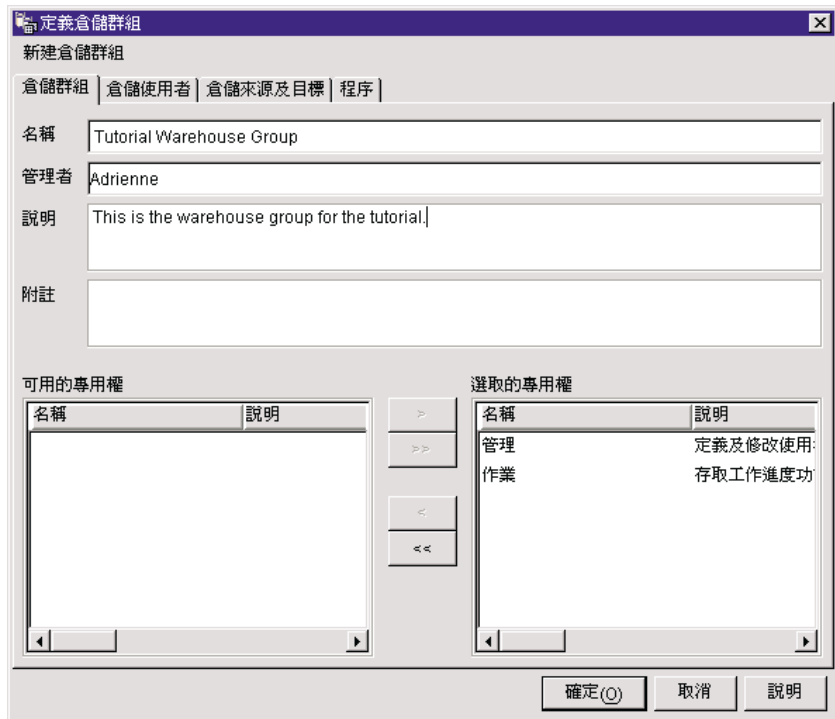 定義倉儲群組
新建倉儲群組
倉儲群組 倉儲使用者 倉儲來源及目標 程序
名稱 Tutorial Warehouse Group
管理者 Adrienne
說明 This is the warehouse group for the tutorial.
附註
可用的專用權 選取的專用權
名稱 說明 > 名稱 說明
>> 管理 定義及修改使用
作業 存取工作進度功
<
<<
確定(O) 取消 說明